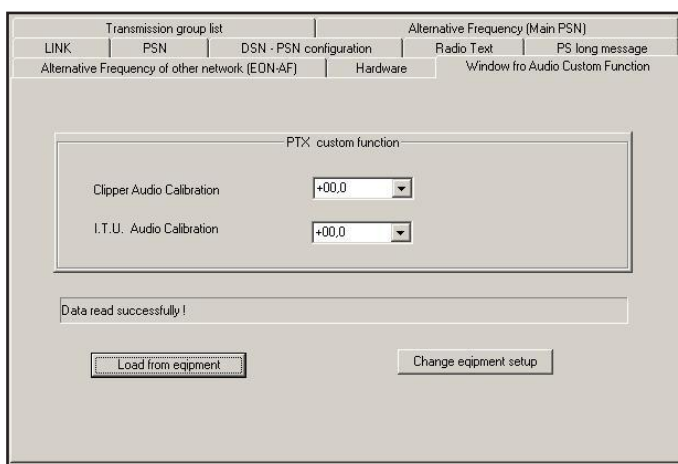 Transmission group list
Alternative Frequency (Main PSN)
LINK
PSN
DSN - PSN configuration
Radio Text
PS long message
Alternative Frequency of other network (EON-AF)
Hardware
Window fro Audio Custom Function
PTX custom function
Clipper Audio Calibration
+00,0
I.T.U. Audio Calibration
+00,0
Data read successfully !
Load from eqipment
Change eqipment setup